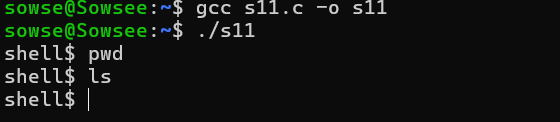 sowse@Sowsee:~$ gcc s11.c -o s11
sowse@Sowsee:~$ ./s11
shell$ pwd
shell$ ls
shell$